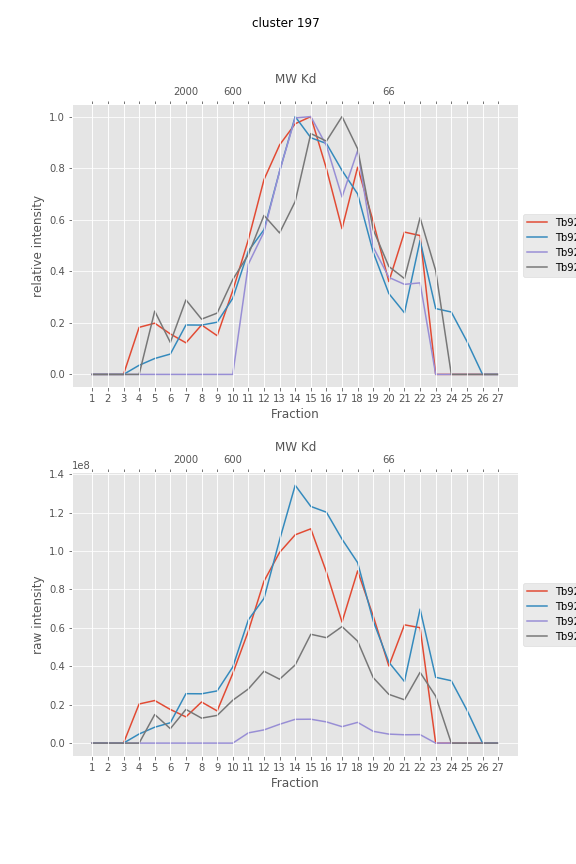 cluster 197
MW Kd
2000 600 66
1.0
0.8
0.6
0.4
0.2
0.0
relative intensity
Tb92
Tb92
Tb92
Tb92
1 2 3 4 5 6 7 8 9 10 11 12 13 14 15 16 17 18 19 20 21 22 23 24 25 26 27
Fraction
MW Kd
2000 600 66
1e8
1.4
1.2
1.0
0.8
0.6
0.4
0.2
0.0
raw intensity
Tb92
Tb92
Tb92
Tb92
1 2 3 4 5 6 7 8 9 10 11 12 13 14 15 16 17 18 19 20 21 22 23 24 25 26 27
Fraction